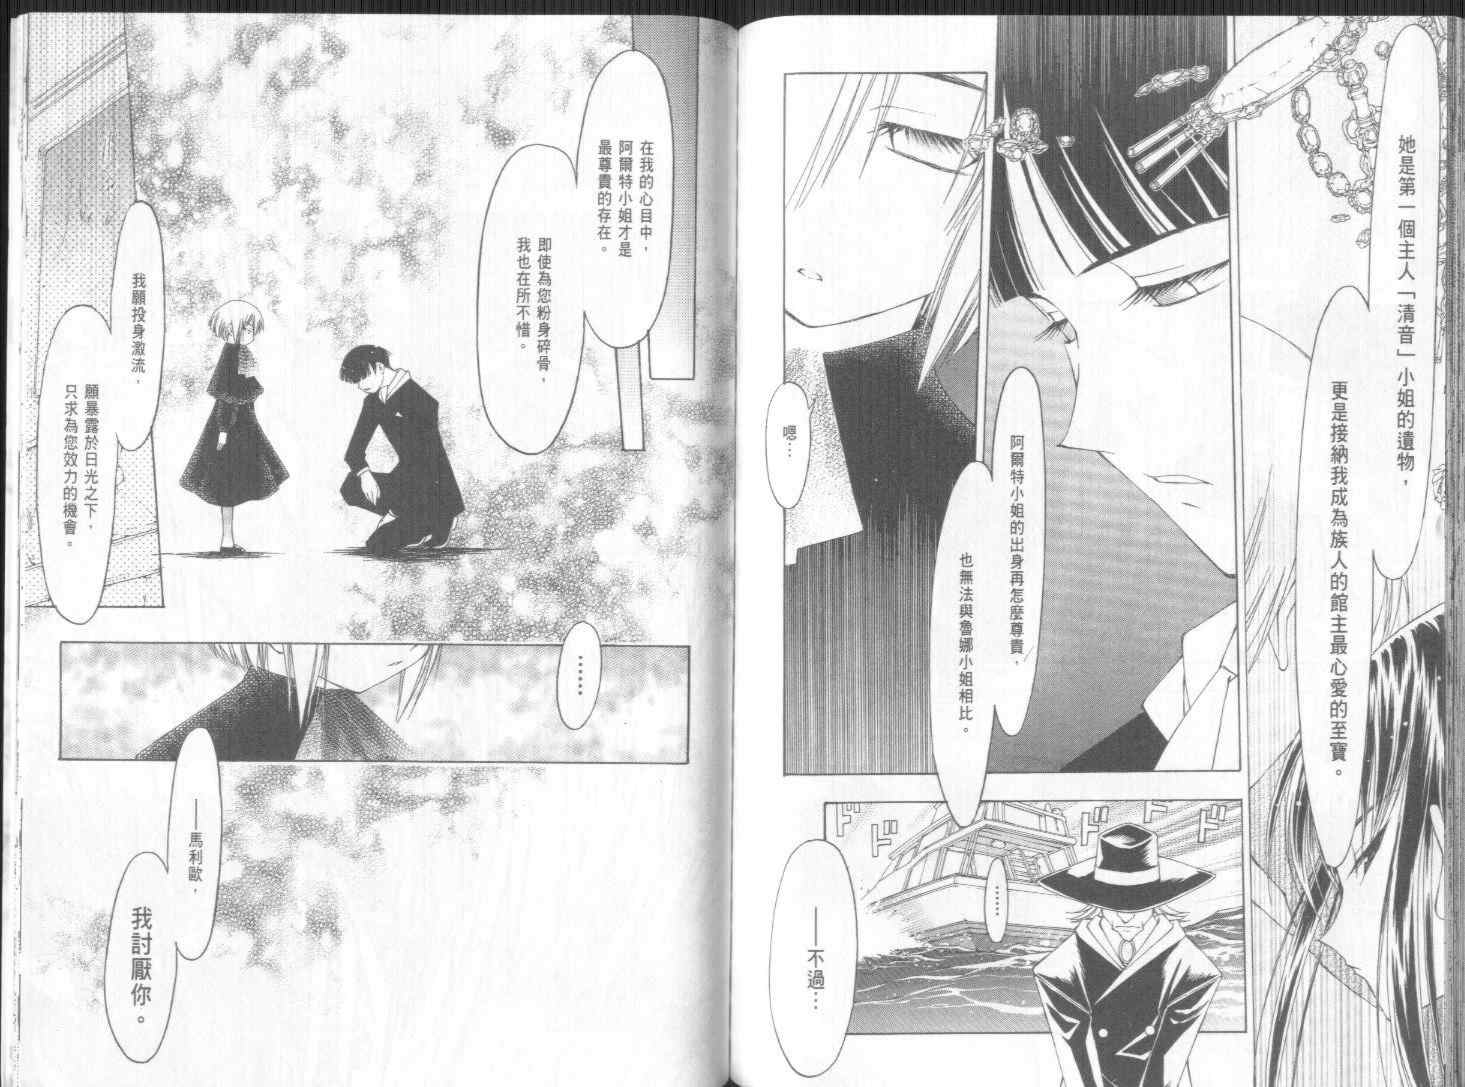 她是第一個主人「清音」小姐的遺物，
更是接納我成為族人的館主最心愛的至寶。
阿爾特小姐的出身再怎麼尊貴，
也無法與魯娜小姐相比。
嗯…
ドド
ドド
……
──不過…
在我的心目中，
阿爾特小姐才是
最尊貴的存在。
即使為您粉身碎骨，
我也在所不惜。
我願投身激流，
願暴露於日光之下，
只求為您效力的機會。
……
──馬利歐，
我討厭你。